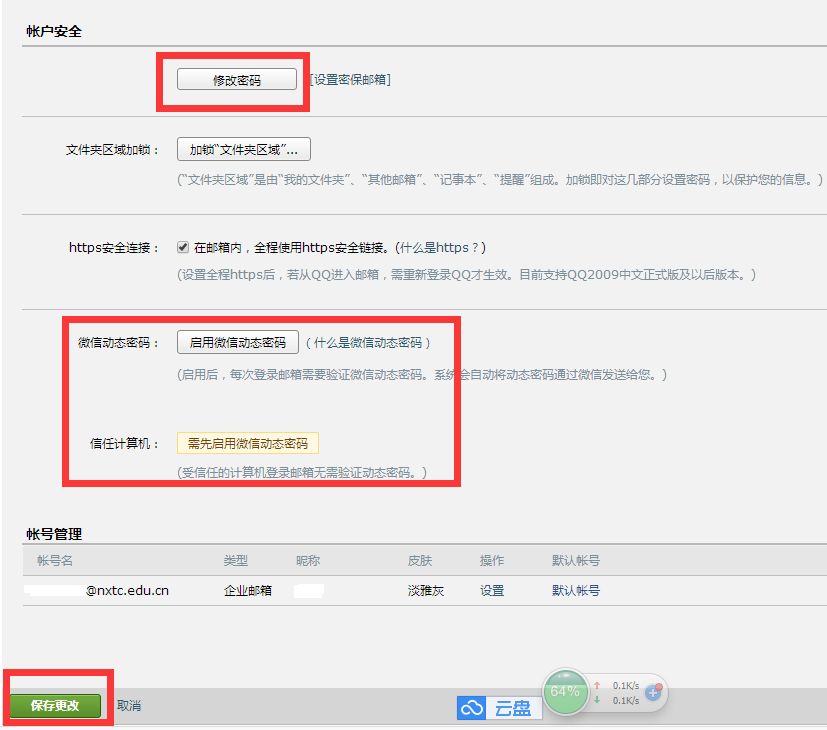 帐户安全
修改密码 [设置密保邮箱]
文件夹区域加锁： 加锁“文件夹区域”...
(“文件夹区域”是由“我的文件夹”、“其他邮箱”、“记事本”、“提醒”组成。加锁即对这几部分设置密码，以保护您的信息。)
https安全连接： 在邮箱内，全程使用https安全链接。(什么是https？)
(设置全程https后，若从QQ进入邮箱，需重新登录QQ才生效。目前支持QQ2009中文正式版及以后版本。)
微信动态密码： 启用微信动态密码 (什么是微信动态密码)
(启用后，每次登录邮箱需要验证微信动态密码。系统会自动将动态密码通过微信发送给您。)
信任计算机： 需先启用微信动态密码
(受信任的计算机登录邮箱无需验证动态密码。)
帐号管理
帐号名 类型 昵称 皮肤 操作 默认帐号
@nxtc.edu.cn 企业邮箱 淡雅灰 设置 默认帐号
保存更改 取消
云盘
64%
0.1K/s
0.1K/s